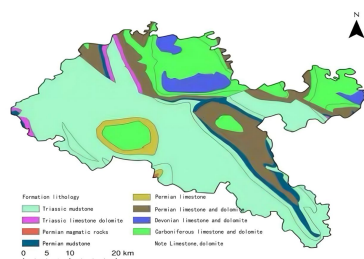 N
Formation lithology
Triassic mudstone
Triassic limestone dolomite
Permian magmatic rocks
Permian mudstone
Permian limestone
Permian limestone and dolomite
Devonian limestone and dolomite
Carboniferous limestone and dolomite
Note Limestone,dolomite
0 5 10 20 km